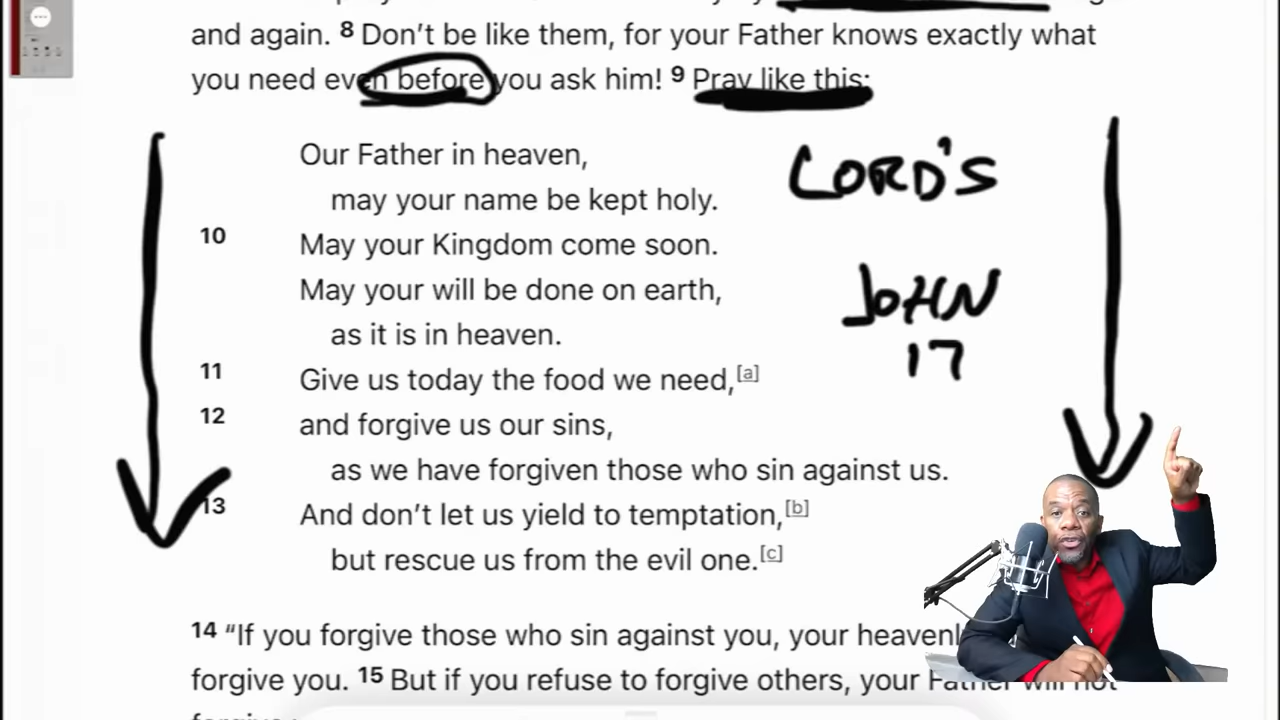 and again. 8 Don’t be like them, for your Father knows exactly what
you need even before you ask him! 9 Pray like this:
Our Father in heaven,
may your name be kept holy.
LORD'S
10 May your Kingdom come soon.
May your will be done on earth,
as it is in heaven.
JOHN
17
11 Give us today the food we need,[a]
12 and forgive us our sins,
as we have forgiven those who sin against us.
13 And don’t let us yield to temptation,[b]
but rescue us from the evil one.[c]
14 “If you forgive those who sin against you, your
forgive you. 15 But if you refuse to forgive others, your Father will not